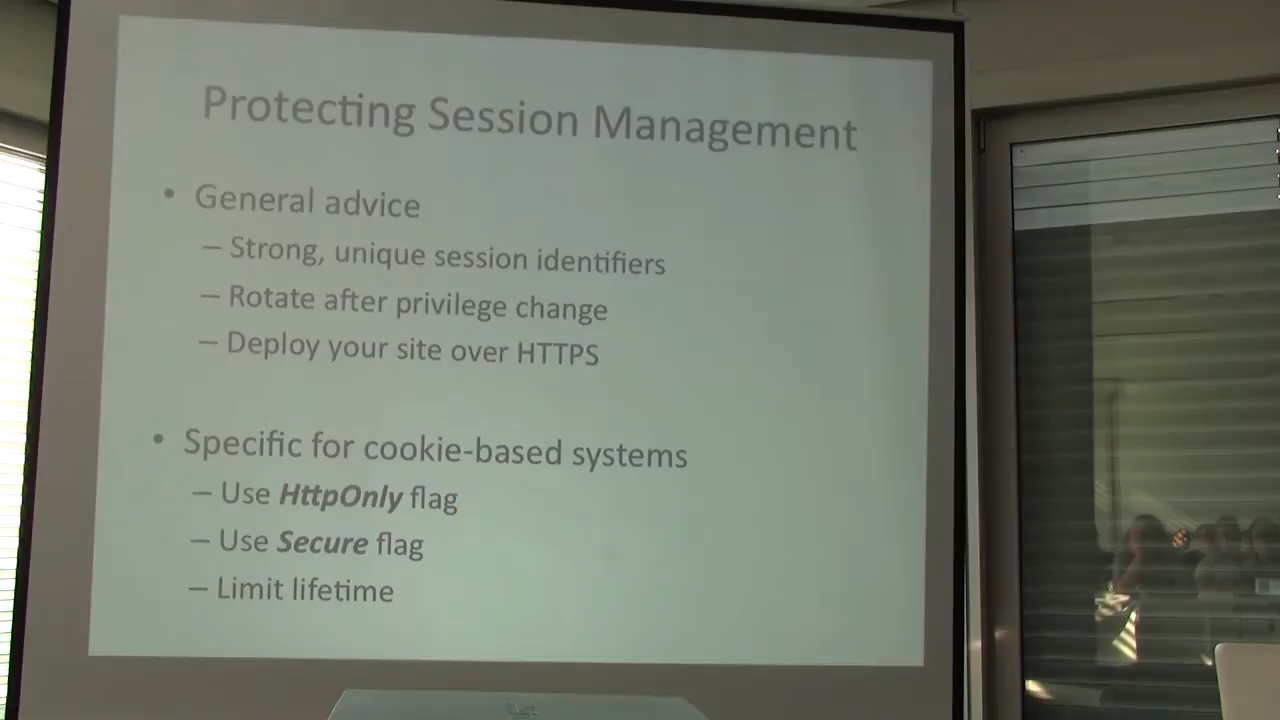 Protecting Session Management
• General advice
– Strong, unique session identifiers
– Rotate after privilege change
– Deploy your site over HTTPS
• Specific for cookie-based systems
– Use HttpOnly flag
– Use Secure flag
– Limit lifetime